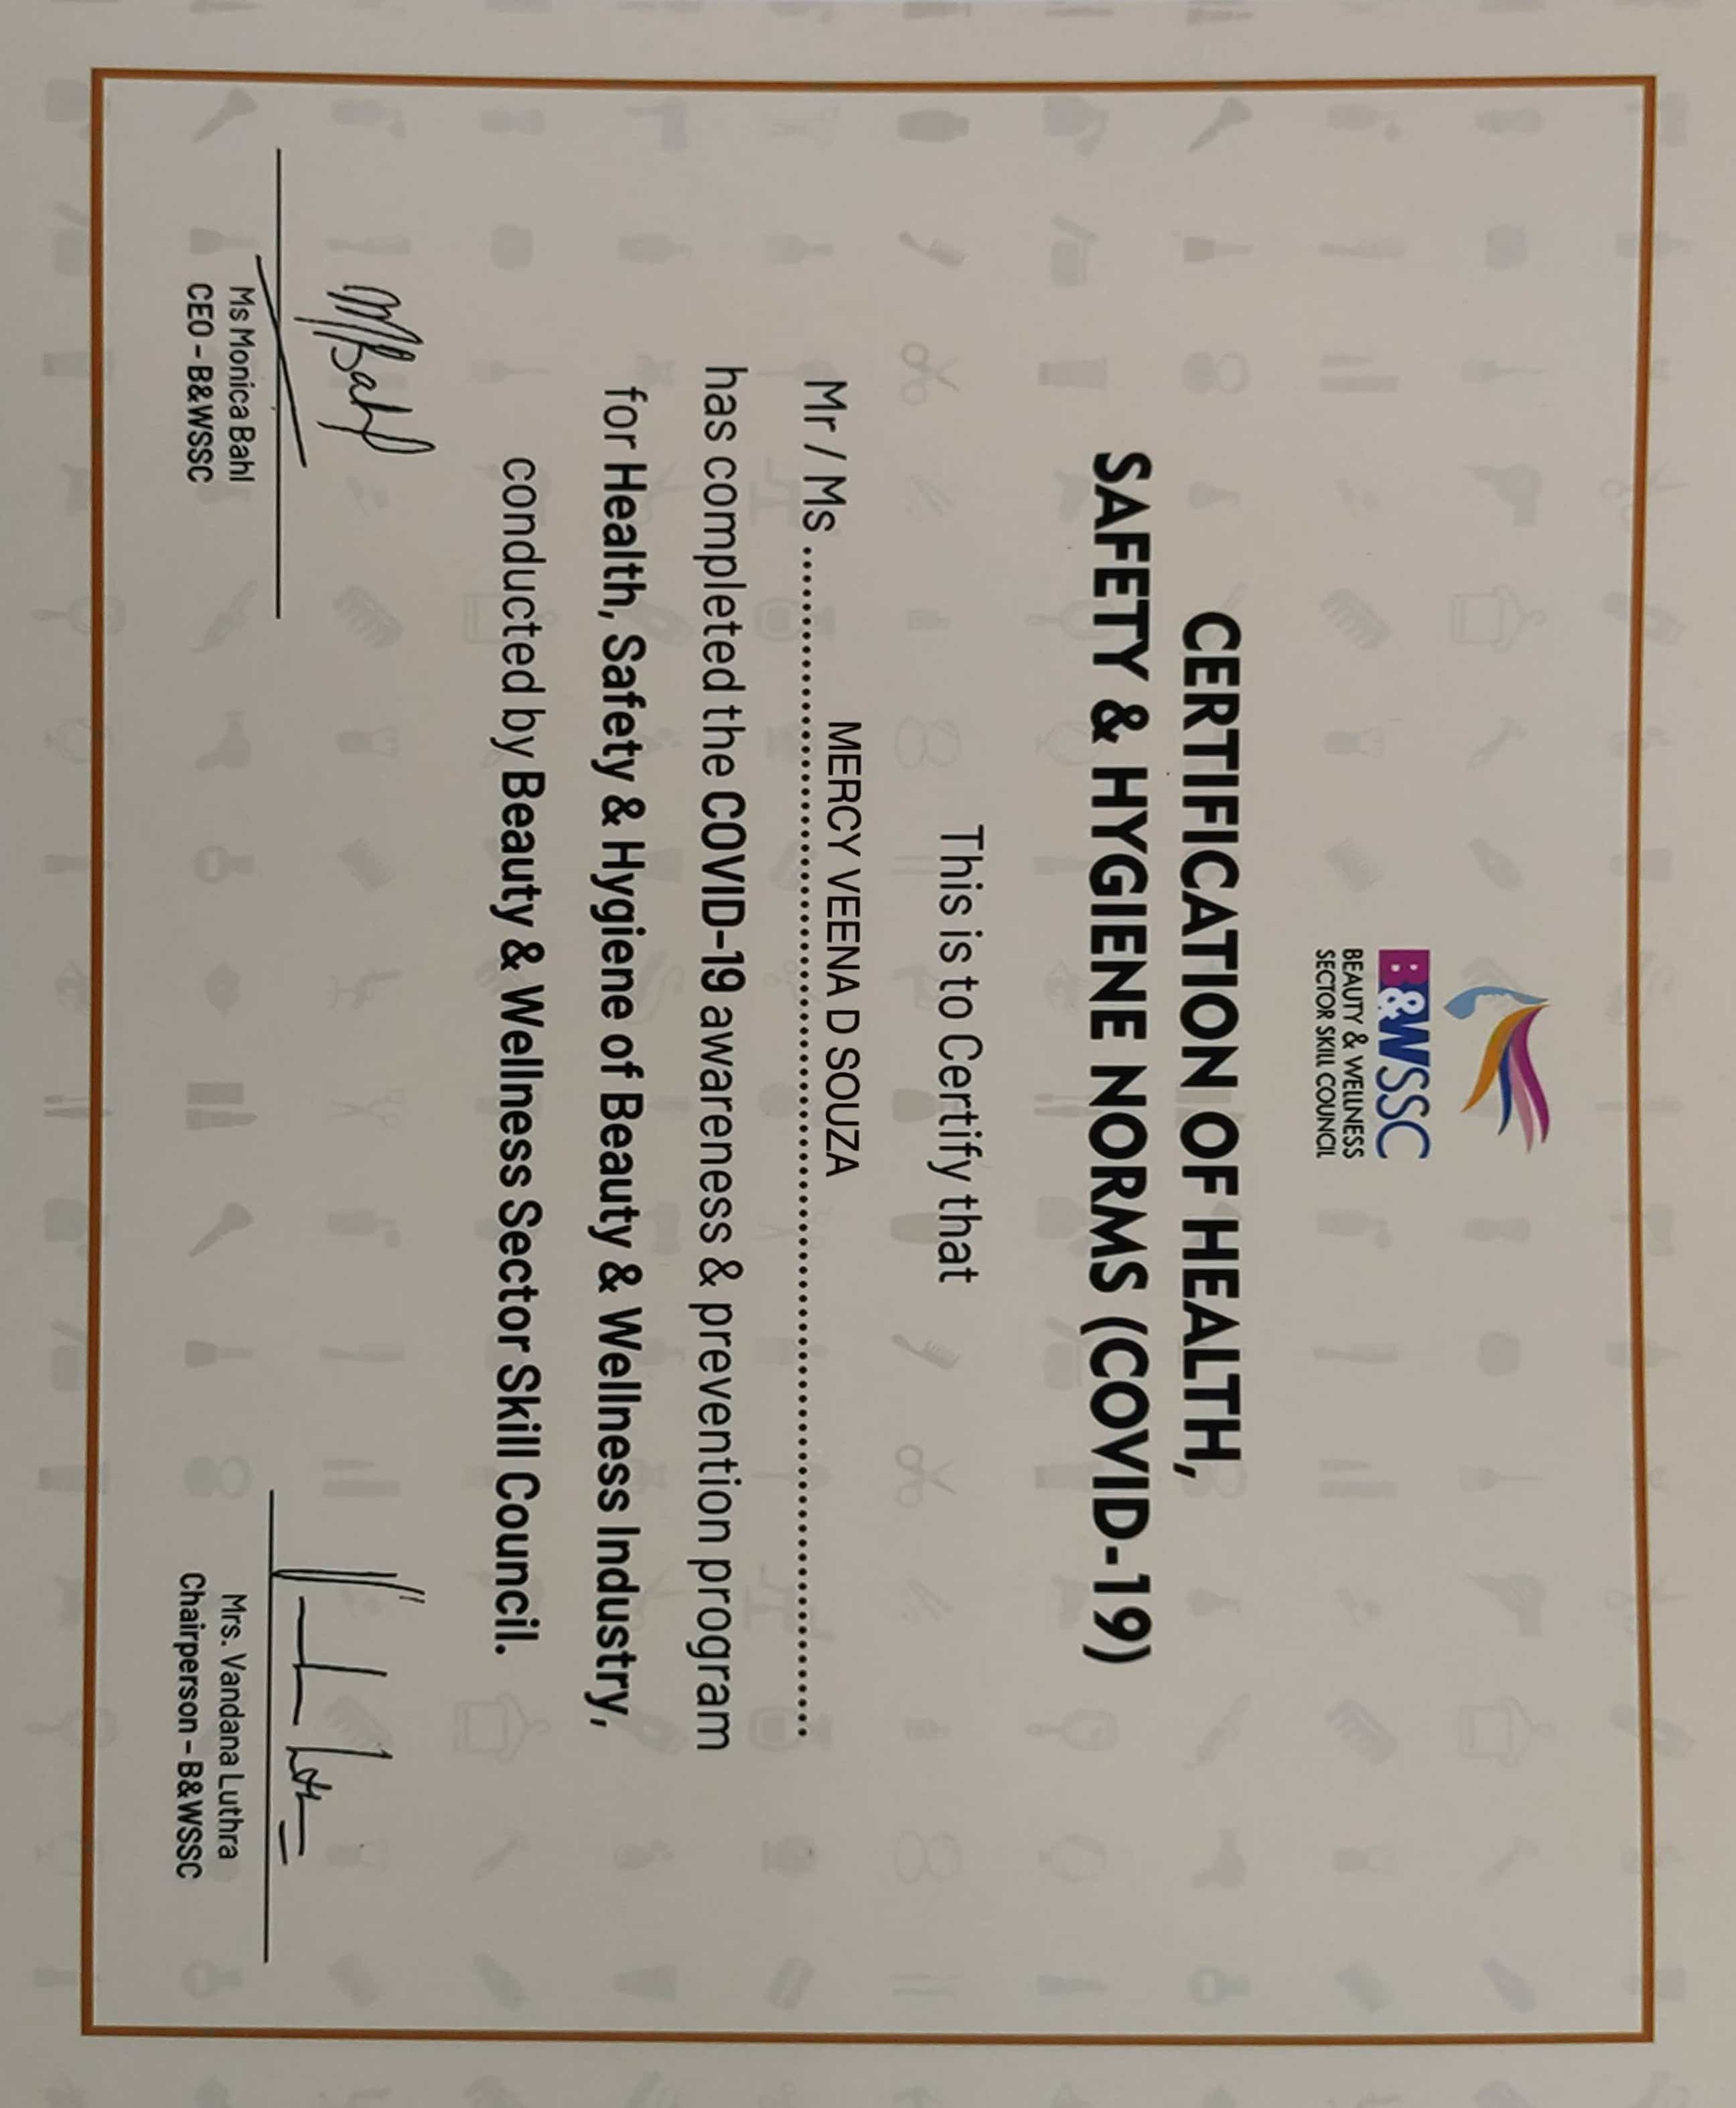 B&WSSC
BEAUTY & WELLNESS
SECTOR SKILL COUNCIL
CERTIFICATION OF HEALTH,
SAFETY & HYGIENE NORMS (COVID-19)
This is to Certify that
Mr / Ms ........ MERCY VEENA D SOUZA ........
has completed the COVID-19 awareness & prevention program
for Health, Safety & Hygiene of Beauty & Wellness Industry,
conducted by Beauty & Wellness Sector Skill Council.
Ms Monica Bahl
CEO - B&WSSC
Mrs. Vandana Luthra
Chairperson - B&WSSC